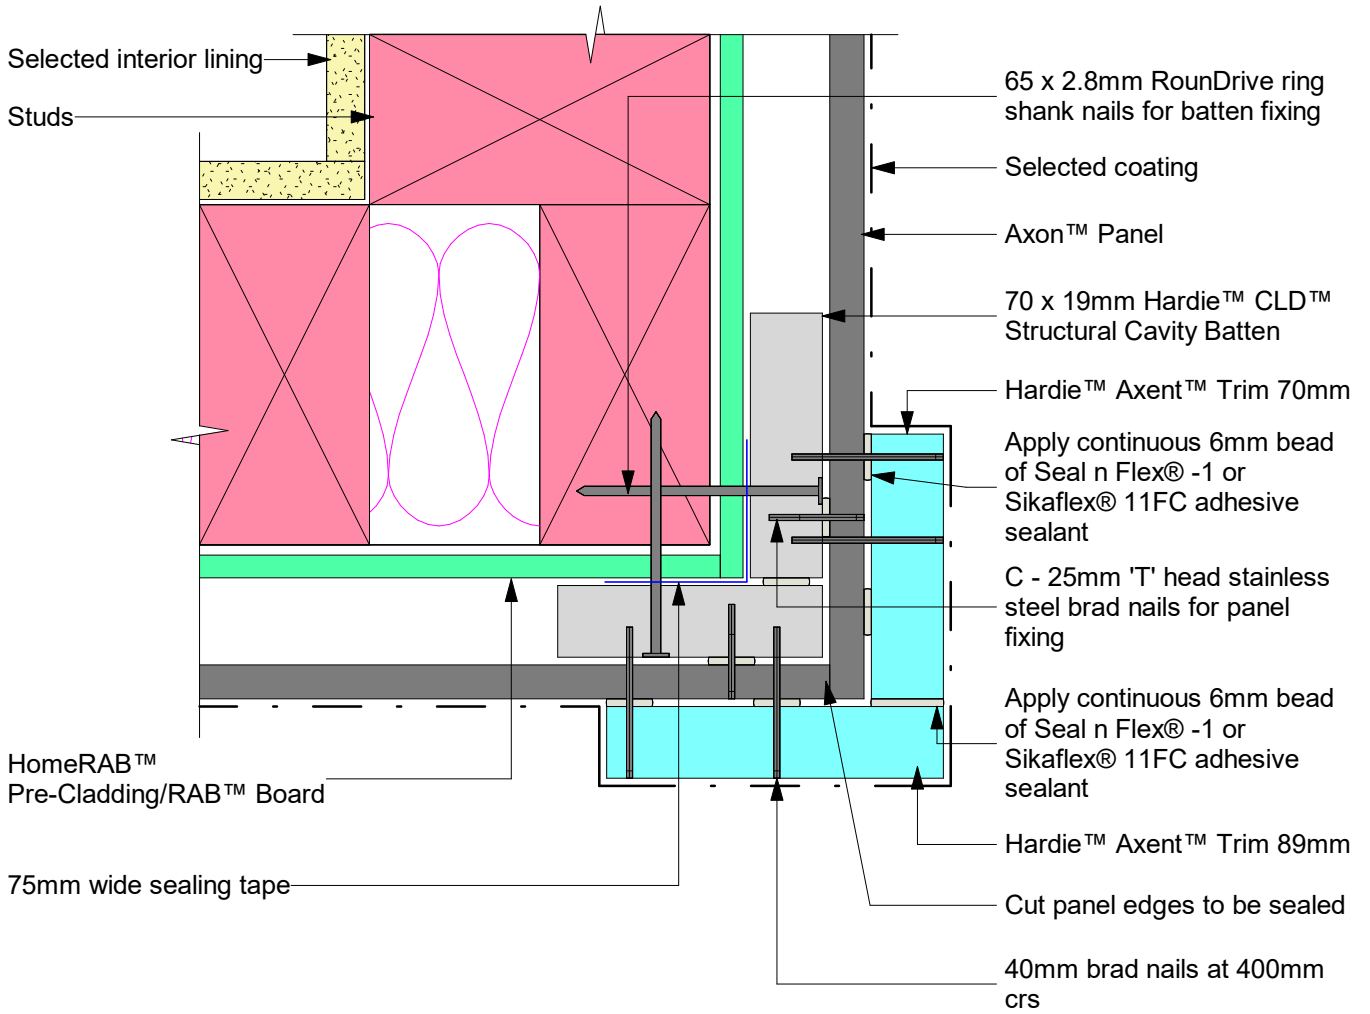 Selected interior lining
Studs
HomeRAB™
Pre-Cladding/RAB™ Board
75mm wide sealing tape
65 x 2.8mm RounDrive ring
shank nails for batten fixing
Selected coating
Axon™ Panel
70 x 19mm Hardie™ CLD™
Structural Cavity Batten
Hardie™ Axent™ Trim 70mm
Apply continuous 6mm bead
of Seal n Flex® -1 or
Sikaflex® 11FC adhesive
sealant
C - 25mm 'T' head stainless
steel brad nails for panel
fixing
Apply continuous 6mm bead
of Seal n Flex® -1 or
Sikaflex® 11FC adhesive
sealant
Hardie™ Axent™ Trim 89mm
Cut panel edges to be sealed
40mm brad nails at 400mm
crs